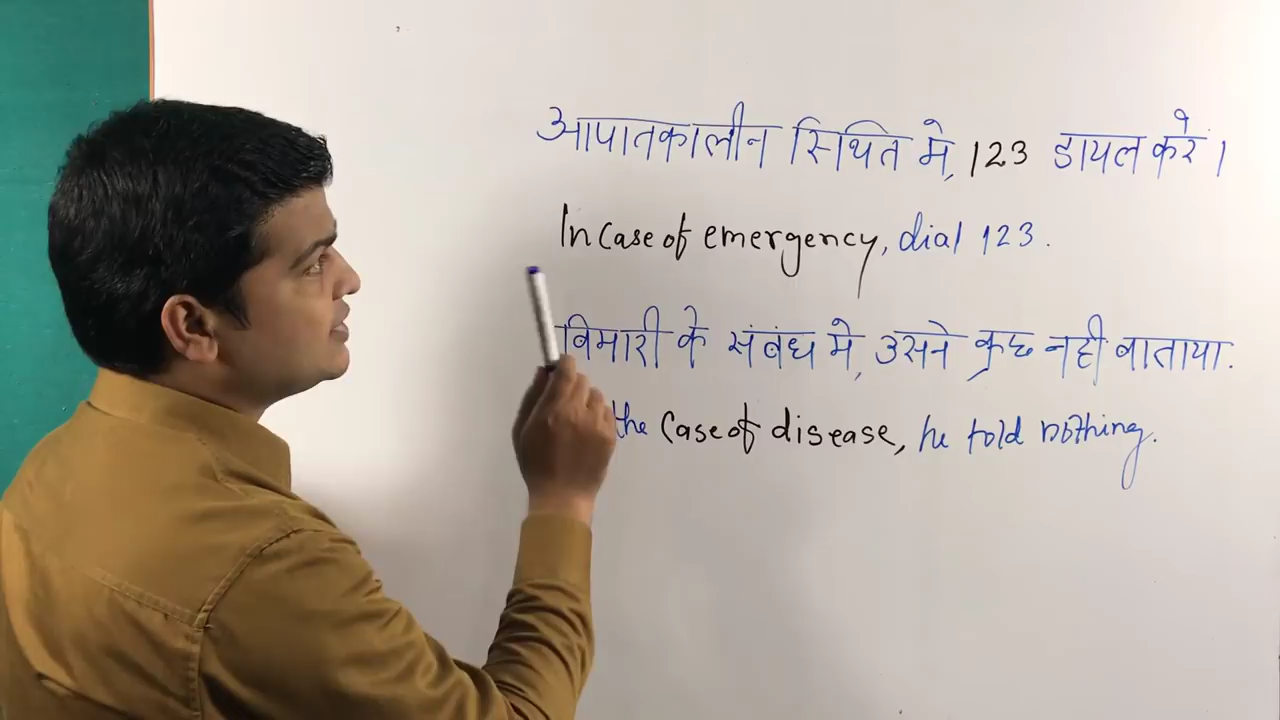 आपातकालीन स्थिति मे, 123 डायल करें।
In case of emergency, dial 123.
बिमारी के संबंध मे, उसने कुछ नही बाताया.
the case of disease, he told nothing.